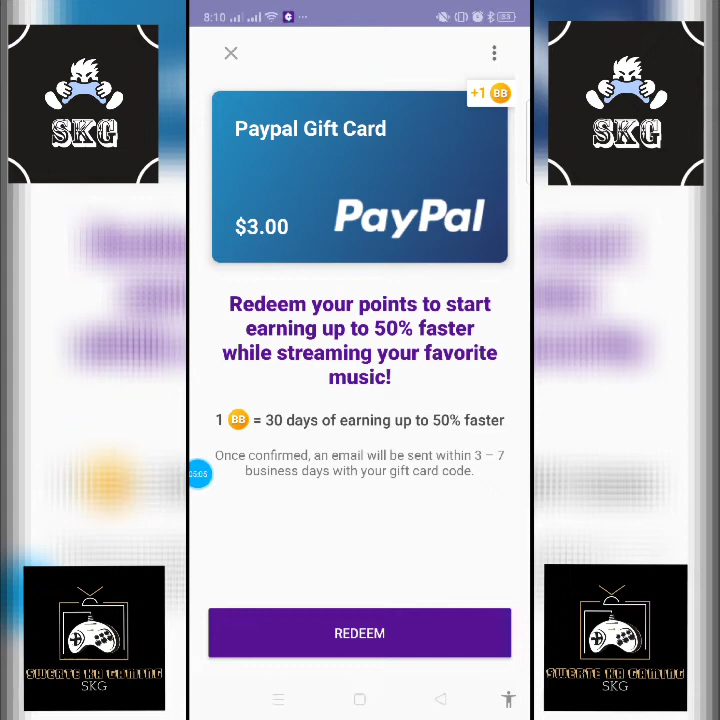 8:10
+1 BB
SKG
SKG
Paypal Gift Card
$3.00
PayPal
Redeem your points to start
earning up to 50% faster
while streaming your favorite
music!
1 BB = 30 days of earning up to 50% faster
Once confirmed, an email will be sent within 3 – 7
business days with your gift card code.
05:05
REDEEM
SWERTE KA GAMING
SKG
SWERTE KA GAMING
SKG